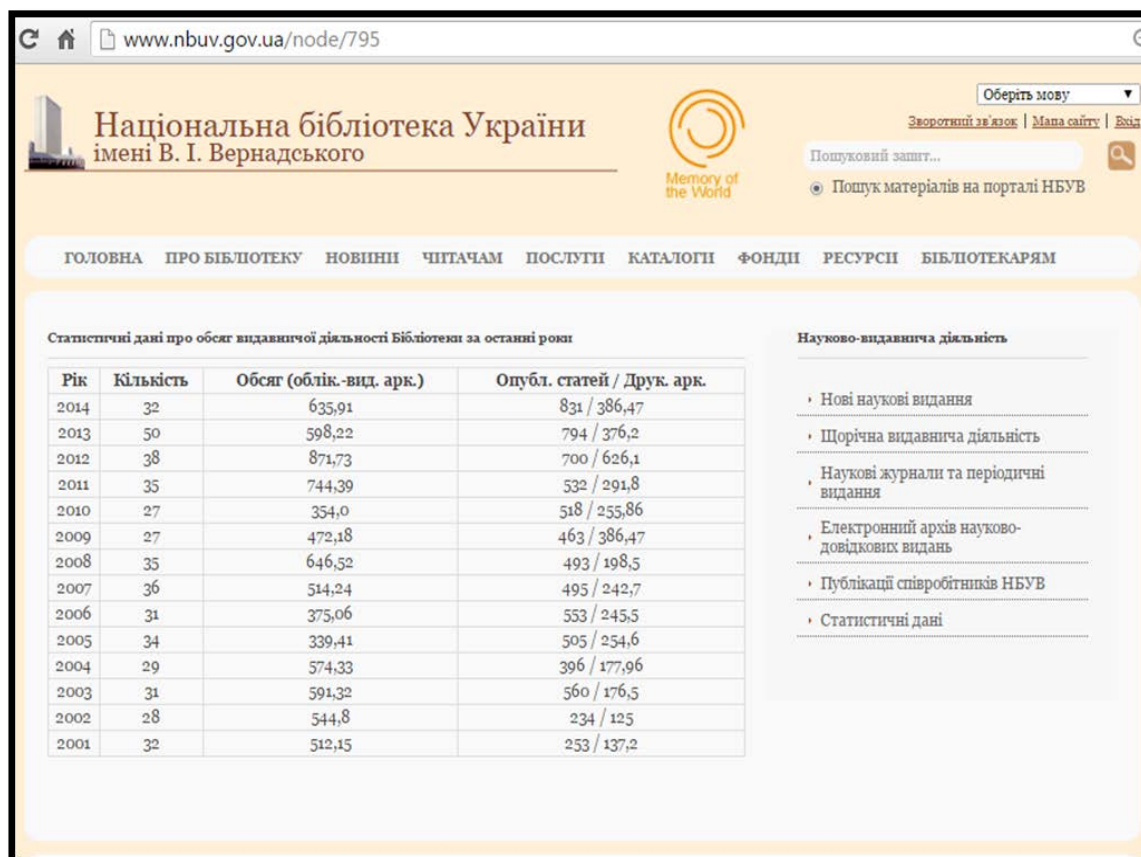 www.nbuv.gov.ua/node/795
Оберіть мову
Національна бібліотека України
імені В. І. Вернадського
Memory of
the World
Зворотний зв'язок | Мапа сайту | Вхід
Пошуковий запит...
Пошук матеріалів на порталі НБУВ
ГОЛОВНА ПРО БІБЛІОТЕКУ НОВИНИ ЧИТАЧАМ ПОСЛУГИ КАТАЛОГИ ФОНДИ РЕСУРСИ БІБЛІОТЕКАРЯМ
Статистичні дані про обсяг видавничої діяльності Бібліотеки за останні роки
Рік Кількість Обсяг (облік.-вид. арк.) Опубл. статей / Друк. арк.
2014 32 635,91 831 / 386,47
2013 50 598,22 794 / 376,2
2012 38 871,73 700 / 626,1
2011 35 744,39 532 / 291,8
2010 27 354,0 518 / 255,86
2009 27 472,18 463 / 386,47
2008 35 646,52 493 / 198,5
2007 36 514,24 495 / 242,7
2006 31 375,06 553 / 245,5
2005 34 339,41 505 / 254,6
2004 29 574,33 396 / 177,96
2003 31 591,32 560 / 176,5
2002 28 544,8 234 / 125
2001 32 512,15 253 / 137,2
Науково-видавнича діяльність
Нові наукові видання
Щорічна видавнича діяльність
Наукові журнали та періодичні
видання
Електронний архів науково-
довідкових видань
Публікації співробітників НБУВ
Статистичні дані